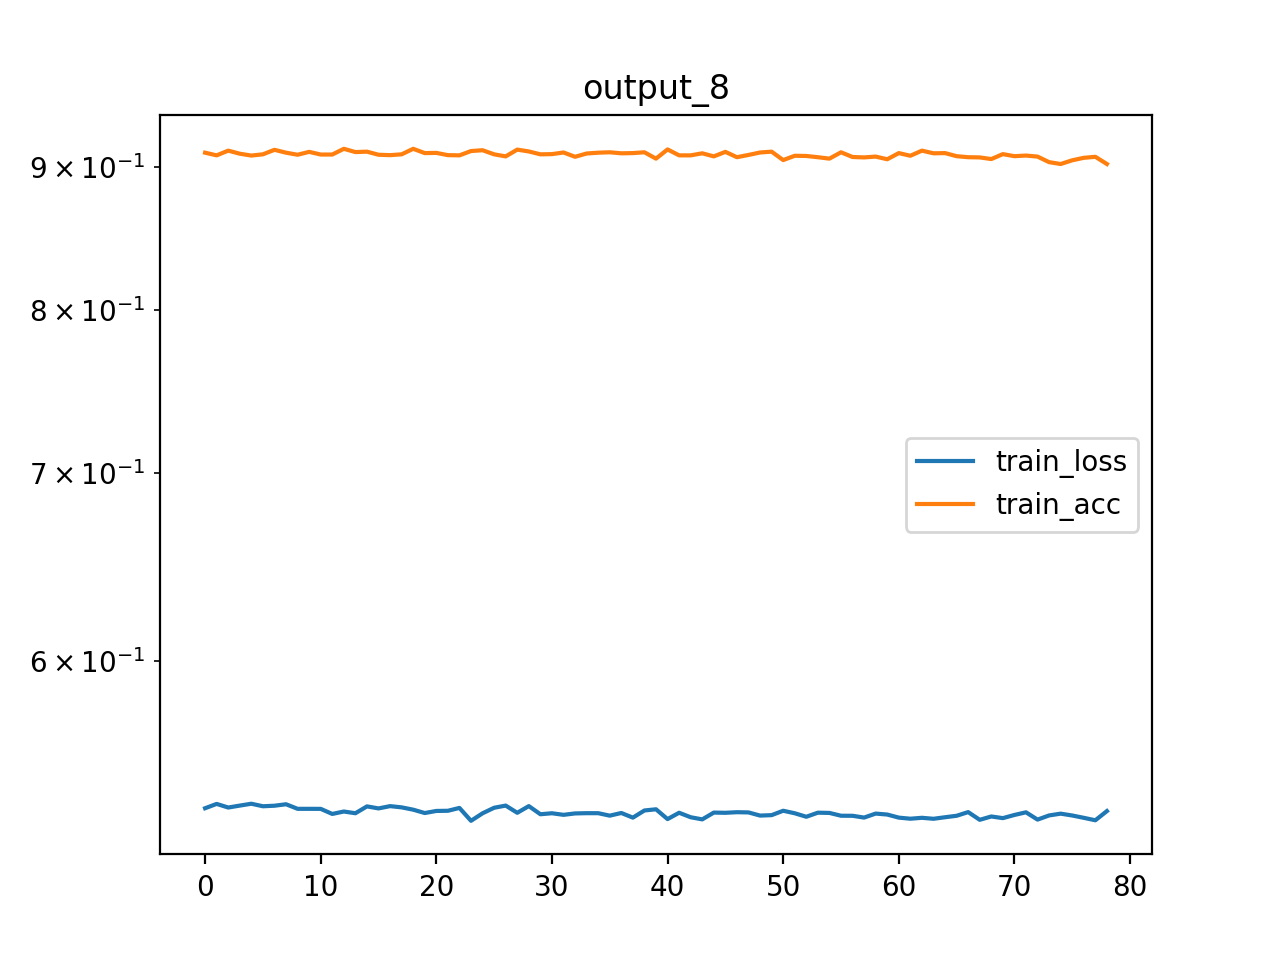 output_8
9 × 10⁻¹
8 × 10⁻¹
7 × 10⁻¹
6 × 10⁻¹
train_loss
train_acc
0 10 20 30 40 50 60 70 80